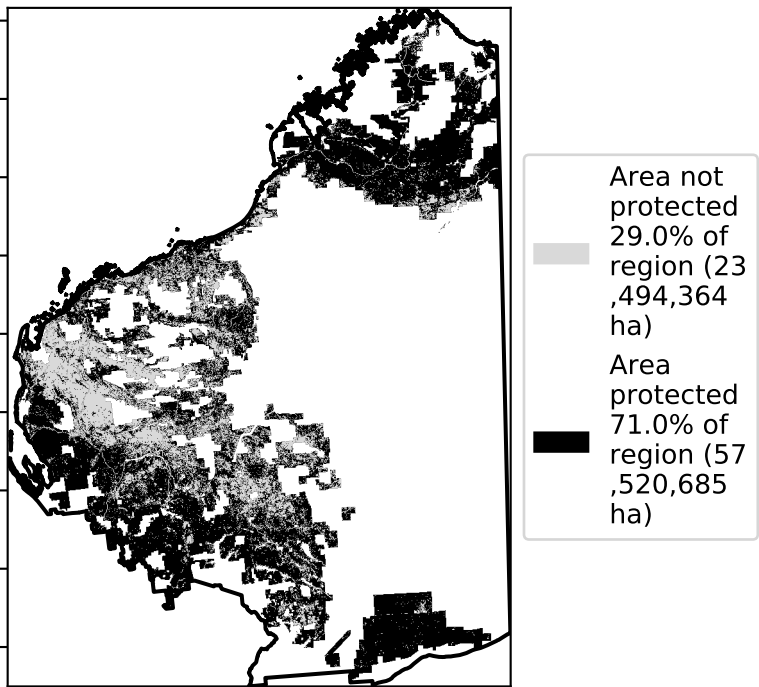 Area not
protected
29.0% of
region (23
,494,364
ha)
Area
protected
71.0% of
region (57
,520,685
ha)